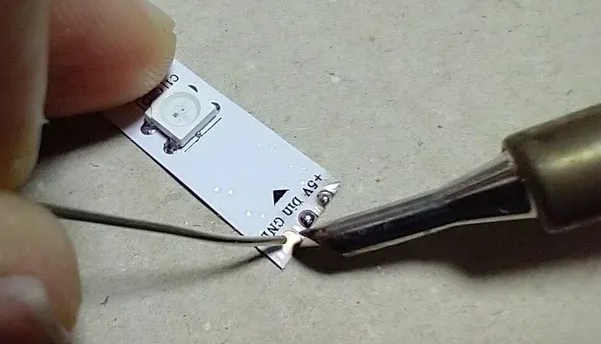 +5V
Din
GND